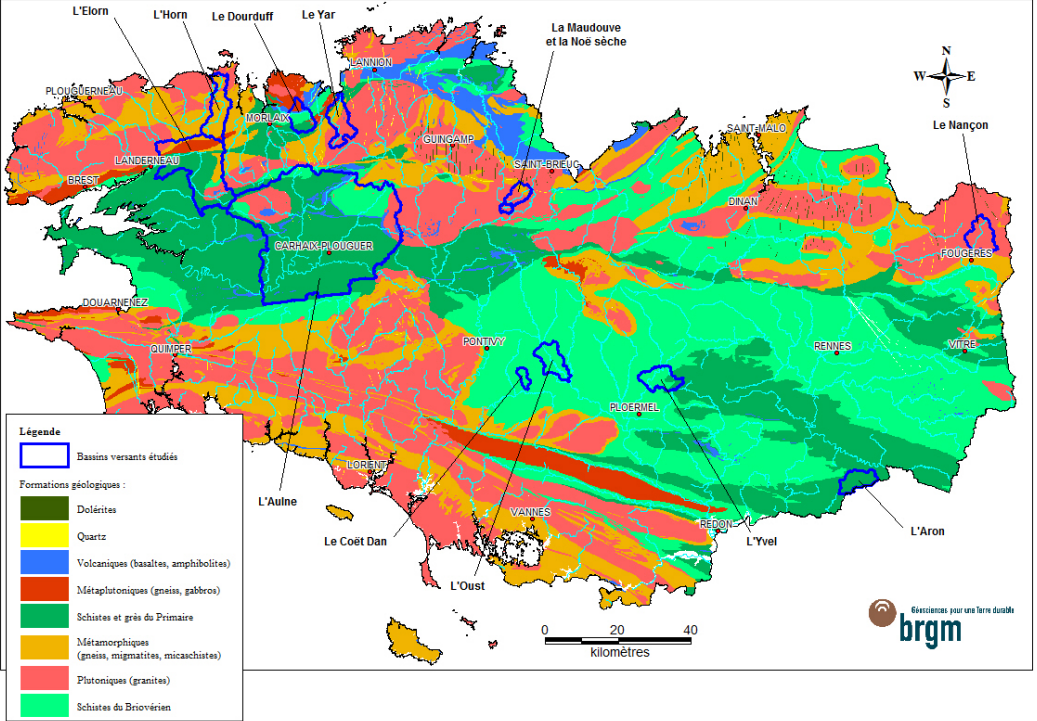 L'Elorn
L'Horn
Le Dourduff
Le Yar
La Maudouve
et la Noë sèche
N
W
E
S
Le Nançon
LANNION
PLOUGUERNEAU
MORLAIX
GUINGAMP
SAINT-MALO
LANDERNEAU
SAINT-BRIEUC
BREST
DINAN
CARHAIX-PLOUGUER
FOUGERES
DOUARNENEZ
QUIMPER
PONTIVY
RENNES
VITRE
PLOERMEL
LORIENT
VANNES
REDON
L'Aulne
Le Coët Dan
L'Oust
L'Yvel
L'Aron
Légende
Bassins versants étudiés
Formations géologiques :
Dolérites
Quartz
Volcaniques (basaltes, amphibolites)
Métaplutoniques (gneiss, gabbros)
Schistes et grès du Primaire
Métamorphiques
(gneiss, migmatites, micaschistes)
Plutoniques (granites)
Schistes du Briovérien
0 20 40
kilomètres
Géosciences pour une Terre durable
brgm